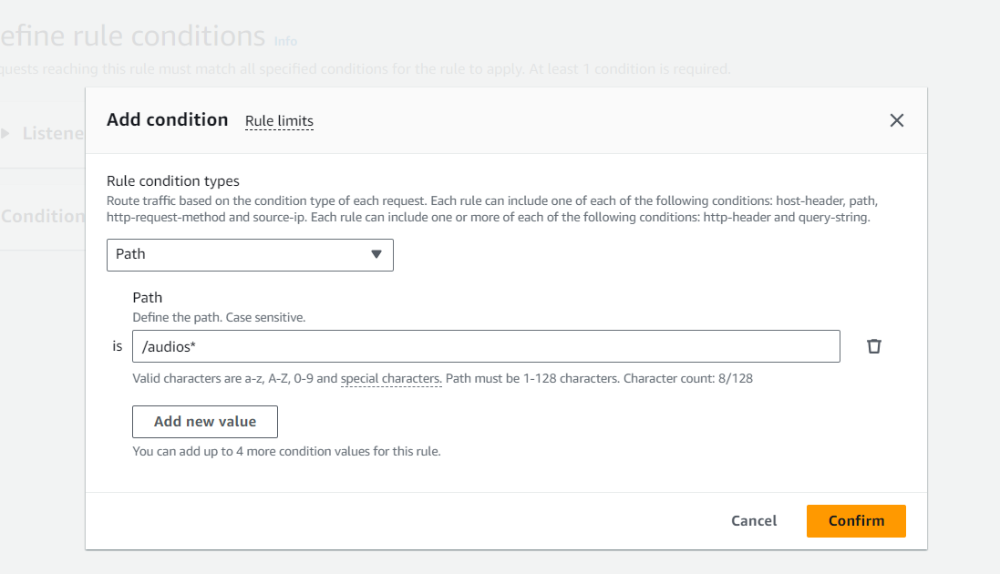 efine rule conditions Info
quests reaching this rule must match all specified conditions for the rule to apply. At least 1 condition is required.
Add condition Rule limits
Listene
Rule condition types
Route traffic based on the condition type of each request. Each rule can include one of each of the following conditions: host-header, path,
http-request-method and source-ip. Each rule can include one or more of each of the following conditions: http-header and query-string.
Condition
Path
Path
Define the path. Case sensitive.
is /audios*
Valid characters are a-z, A-Z, 0-9 and special characters. Path must be 1-128 characters. Character count: 8/128
Add new value
You can add up to 4 more condition values for this rule.
Cancel Confirm